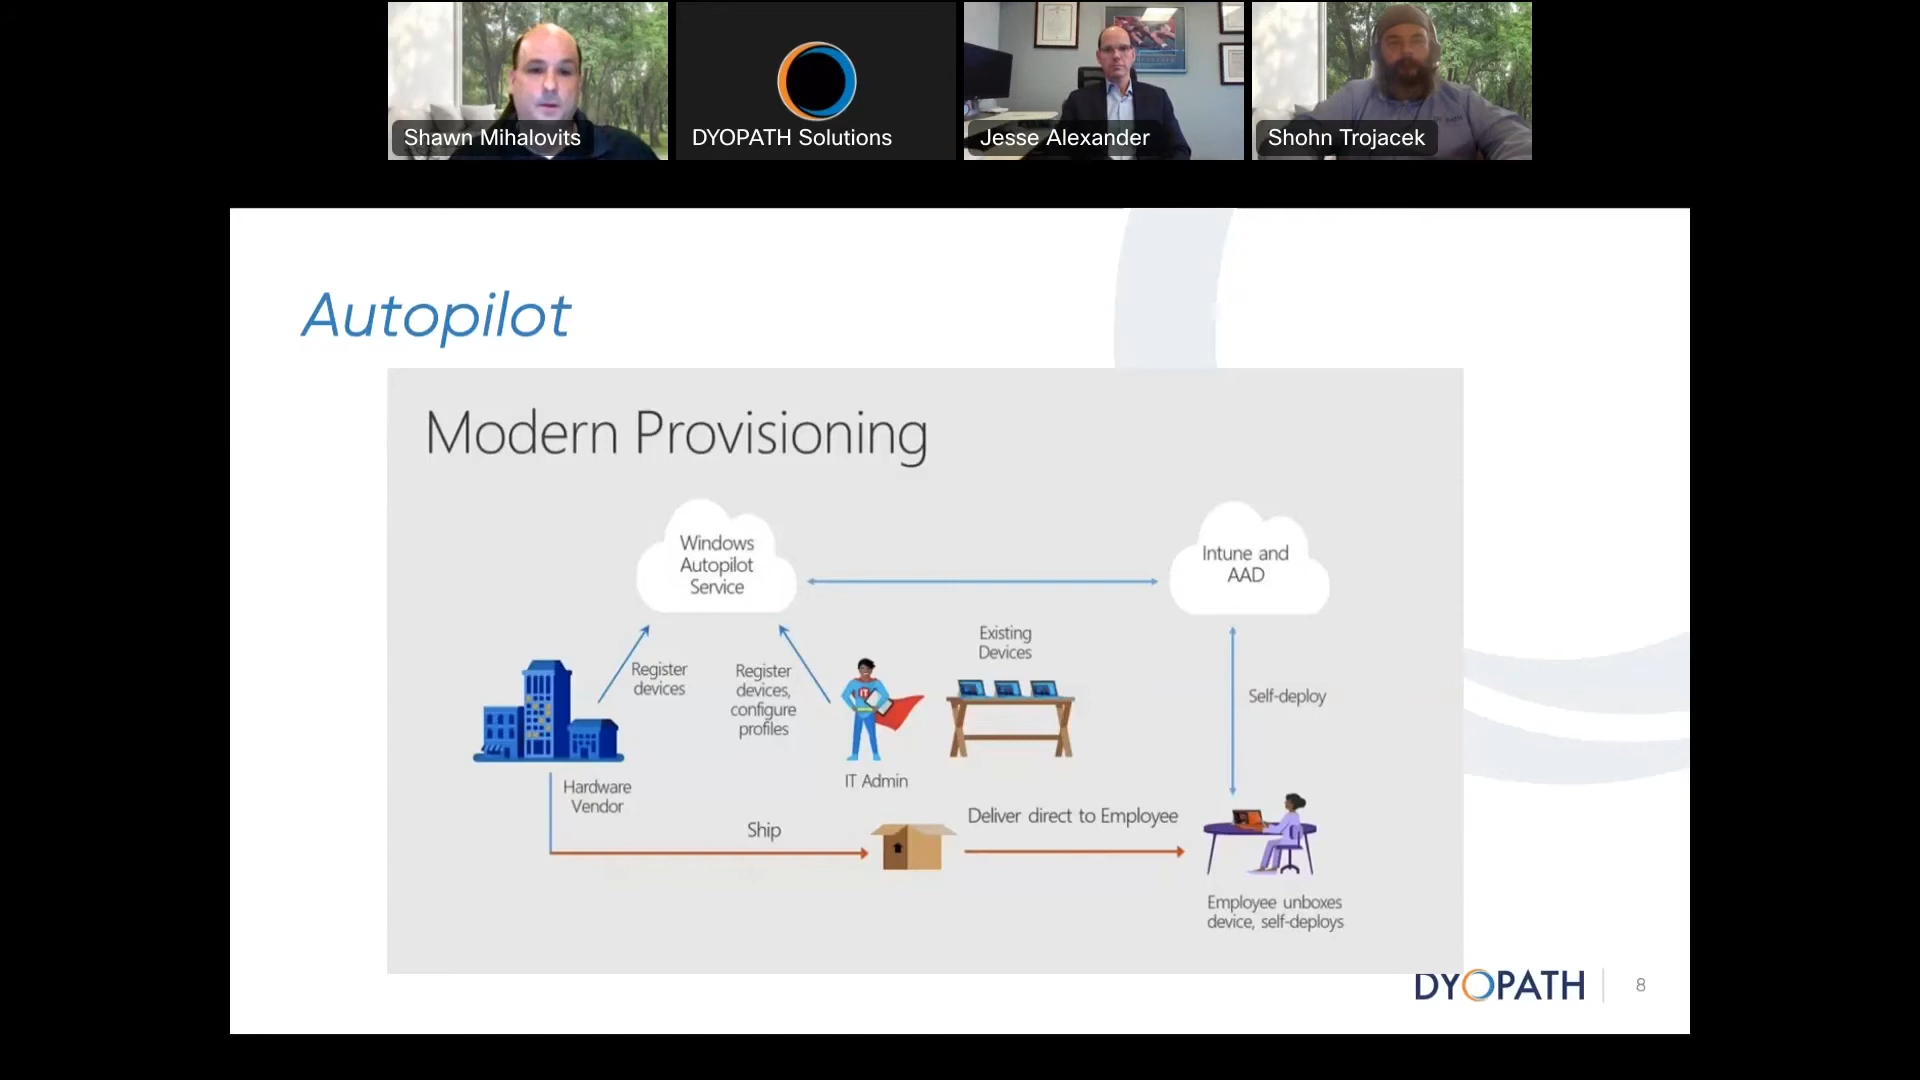 Shawn Mihalovits
DYOPATH Solutions
Jesse Alexander
Shohn Trojacek
Autopilot
Modern Provisioning
Windows
Autopilot
Service
Intune and
AAD
Register
devices
Register
devices,
configure
profiles
IT
Existing
Devices
Self-deploy
Hardware
Vendor
IT Admin
Ship
Deliver direct to Employee
Employee unboxes
device, self-deploys
DYOPATH
8